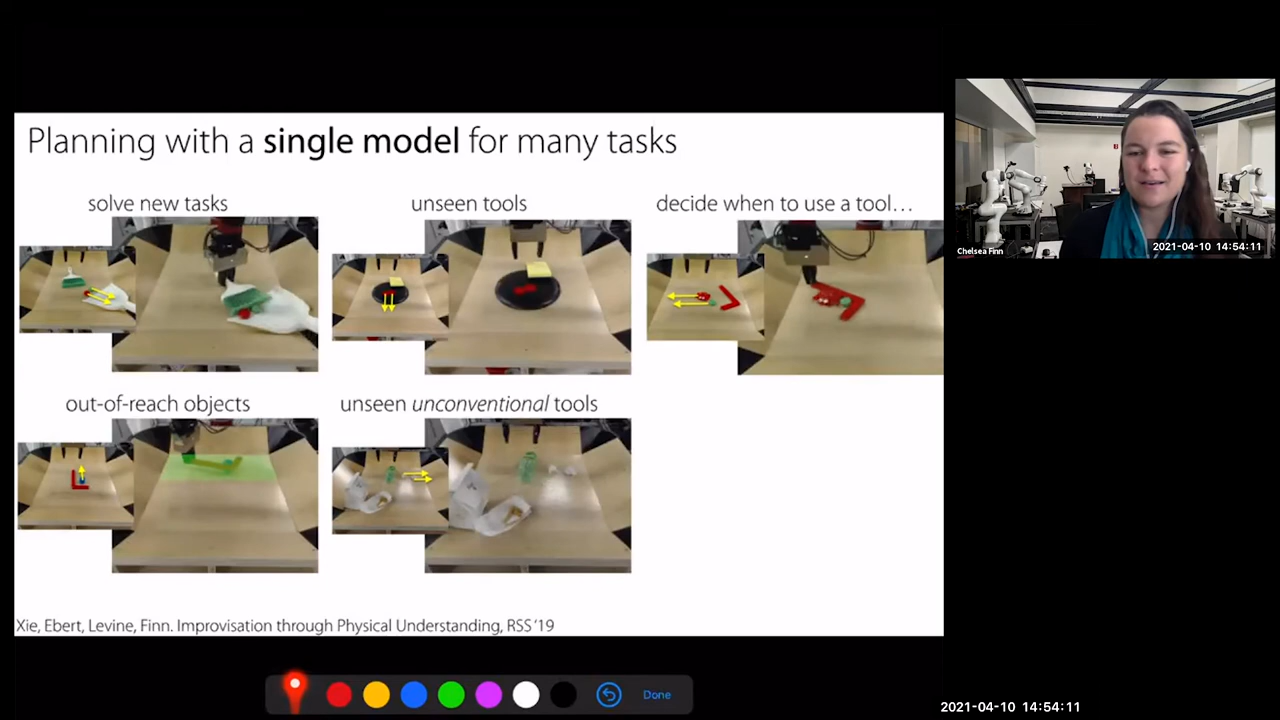 Planning with a single model for many tasks
solve new tasks
unseen tools
decide when to use a tool…
out-of-reach objects
unseen unconventional tools
Xie, Ebert, Levine, Finn. Improvisation through Physical Understanding, RSS '19
Chelsea Finn
2021-04-10 14:54:11
Done
2021-04-10 14:54:11